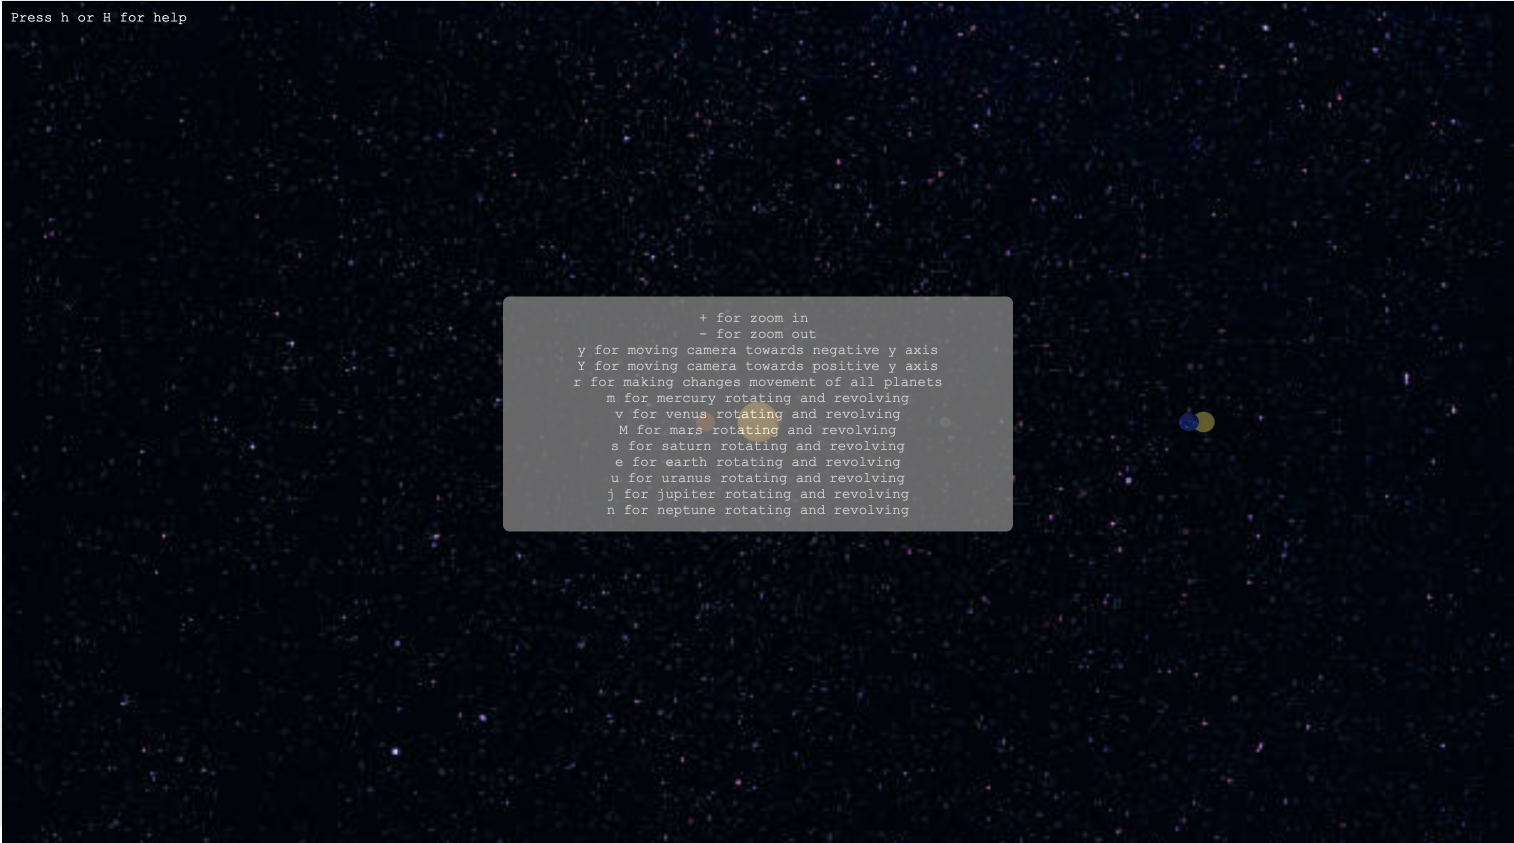 Press h or H for help
+ for zoom in
- for zoom out
y for moving camera towards negative y axis
Y for moving camera towards positive y axis
r for making changes movement of all planets
m for mercury rotating and revolving
v for venus rotating and revolving
M for mars rotating and revolving
s for saturn rotating and revolving
e for earth rotating and revolving
u for uranus rotating and revolving
j for jupiter rotating and revolving
n for neptune rotating and revolving